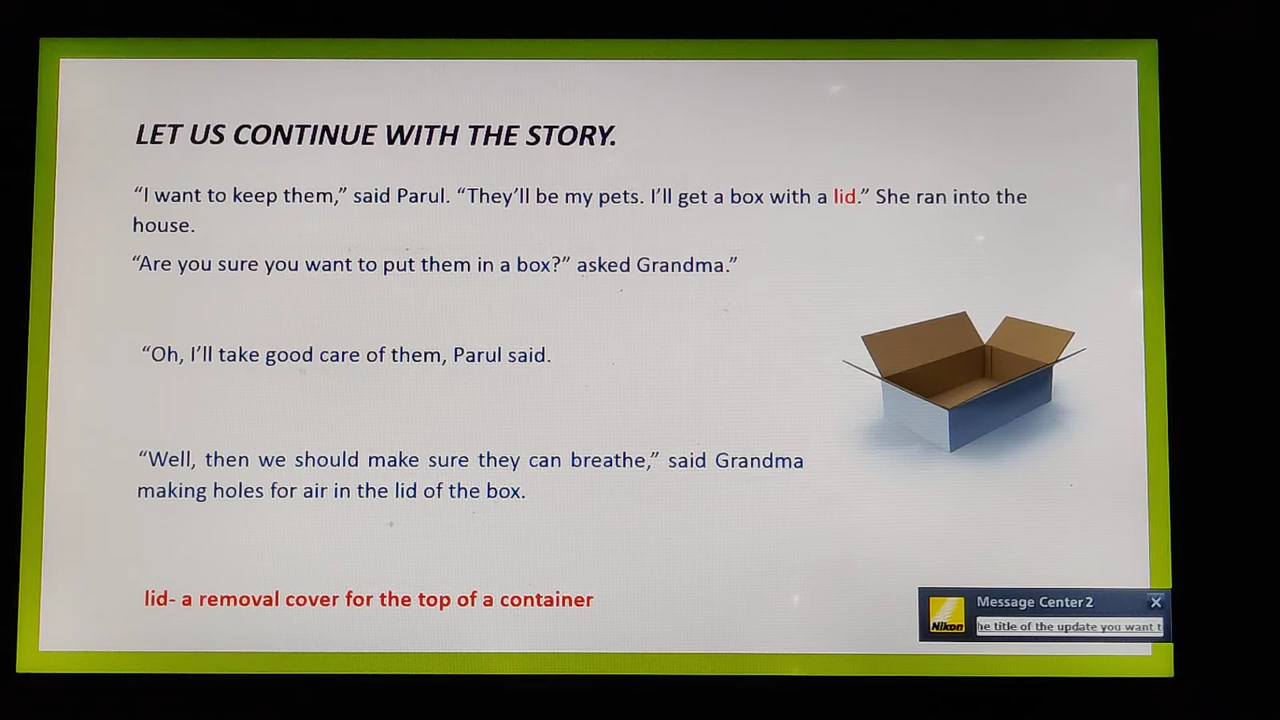 LET US CONTINUE WITH THE STORY.
“I want to keep them,” said Parul. “They’ll be my pets. I’ll get a box with a lid.” She ran into the
house.
“Are you sure you want to put them in a box?” asked Grandma.”
“Oh, I’ll take good care of them, Parul said.
“Well, then we should make sure they can breathe,” said Grandma
making holes for air in the lid of the box.
lid- a removal cover for the top of a container
Message Center 2
Nikon
he title of the update you want t